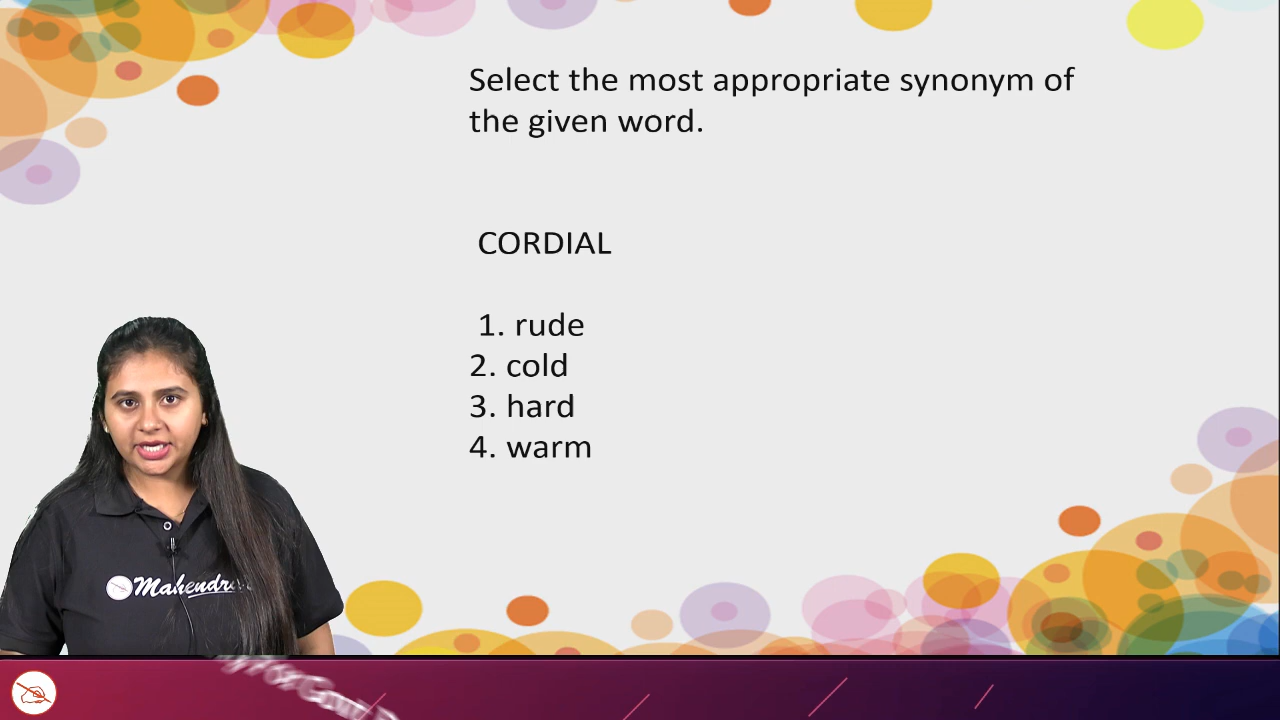 Select the most appropriate synonym of
the given word.
CORDIAL
1. rude
2. cold
3. hard
4. warm